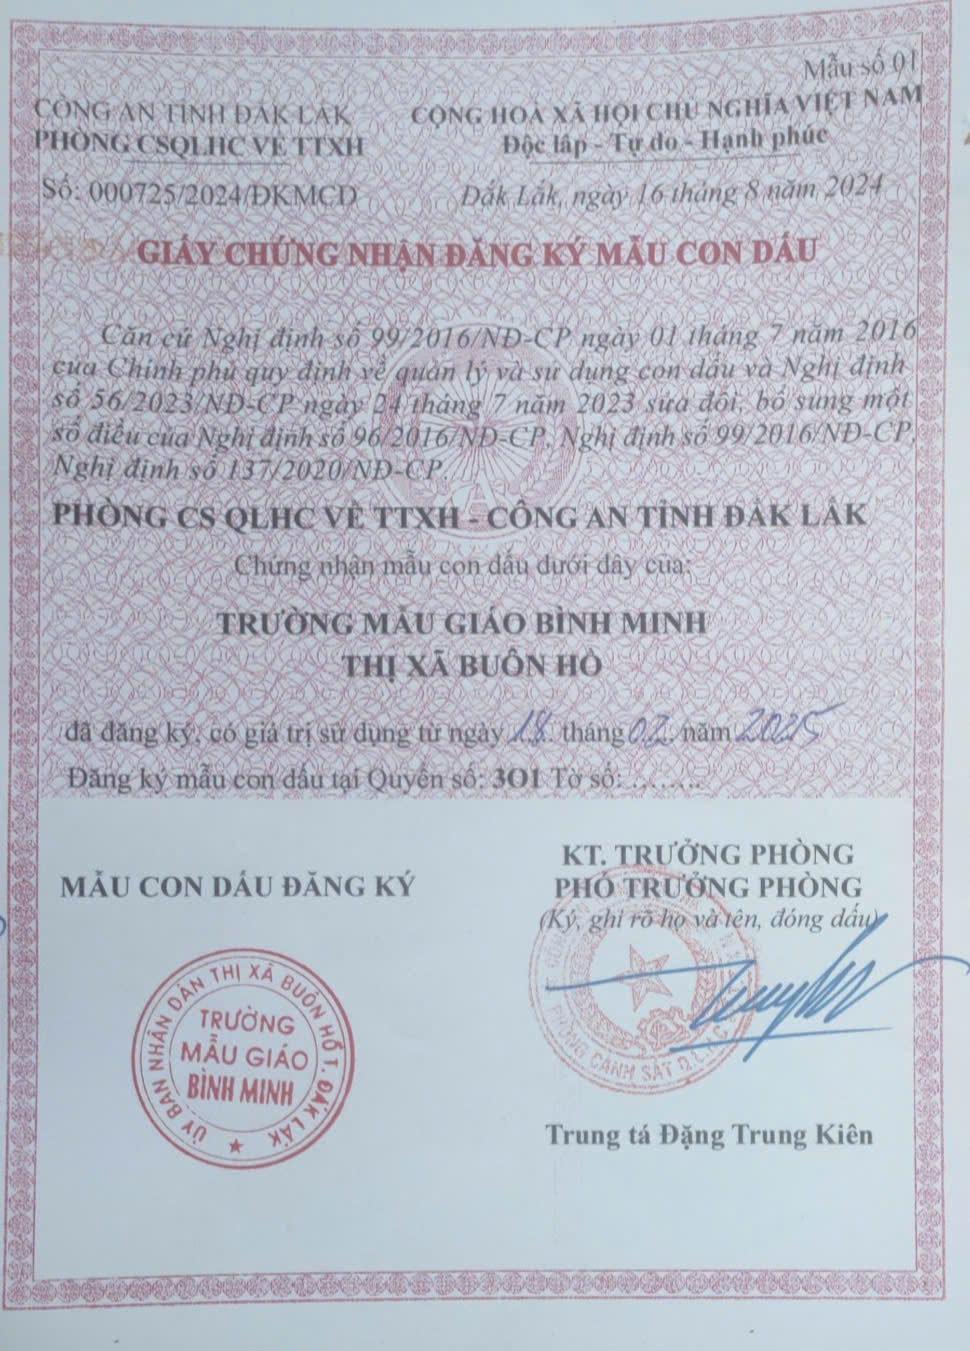 Mẫu số 01
CÔNG AN TỈNH ĐẮK LẮK
PHÒNG CSQLHC VỀ TTXH
CỘNG HOÀ XÃ HỘI CHỦ NGHĨA VIỆT NAM
Độc lập - Tự do - Hạnh phúc
Số: 000725/2024/ĐKMCD
Đắk Lắk, ngày 16 tháng 8 năm 2024
GIẤY CHỨNG NHẬN ĐĂNG KÝ MẪU CON DẤU
Căn cứ Nghị định số 99/2016/NĐ-CP ngày 01 tháng 7 năm 2016
của Chính phủ quy định về quản lý và sử dụng con dấu và Nghị định
số 56/2023/NĐ-CP ngày 24 tháng 7 năm 2023 sửa đổi, bổ sung một
số điều của Nghị định số 96/2016/NĐ-CP, Nghị định số 99/2016/NĐ-CP,
Nghị định số 137/2020/NĐ-CP.
PHÒNG CS QLHC VỀ TTXH - CÔNG AN TỈNH ĐẮK LẮK
Chứng nhận mẫu con dấu dưới đây của:
TRƯỜNG MẪU GIÁO BÌNH MINH
THỊ XÃ BUÔN HỒ
đã đăng ký, có giá trị sử dụng từ ngày 18 tháng 02 năm 2025
Đăng ký mẫu con dấu tại Quyển số: 3O1 Tờ số: ........
MẪU CON DẤU ĐĂNG KÝ
KT. TRƯỞNG PHÒNG
PHÓ TRƯỞNG PHÒNG
(Ký, ghi rõ họ và tên, đóng dấu)
ỦY BAN NHÂN DÂN THỊ XÃ BUÔN HỒ T. ĐẮK LẮK
TRƯỜNG
MẪU GIÁO
BÌNH MINH
PHÒNG CẢNH SÁT Q.L.H.C
Trung tá Đặng Trung Kiên